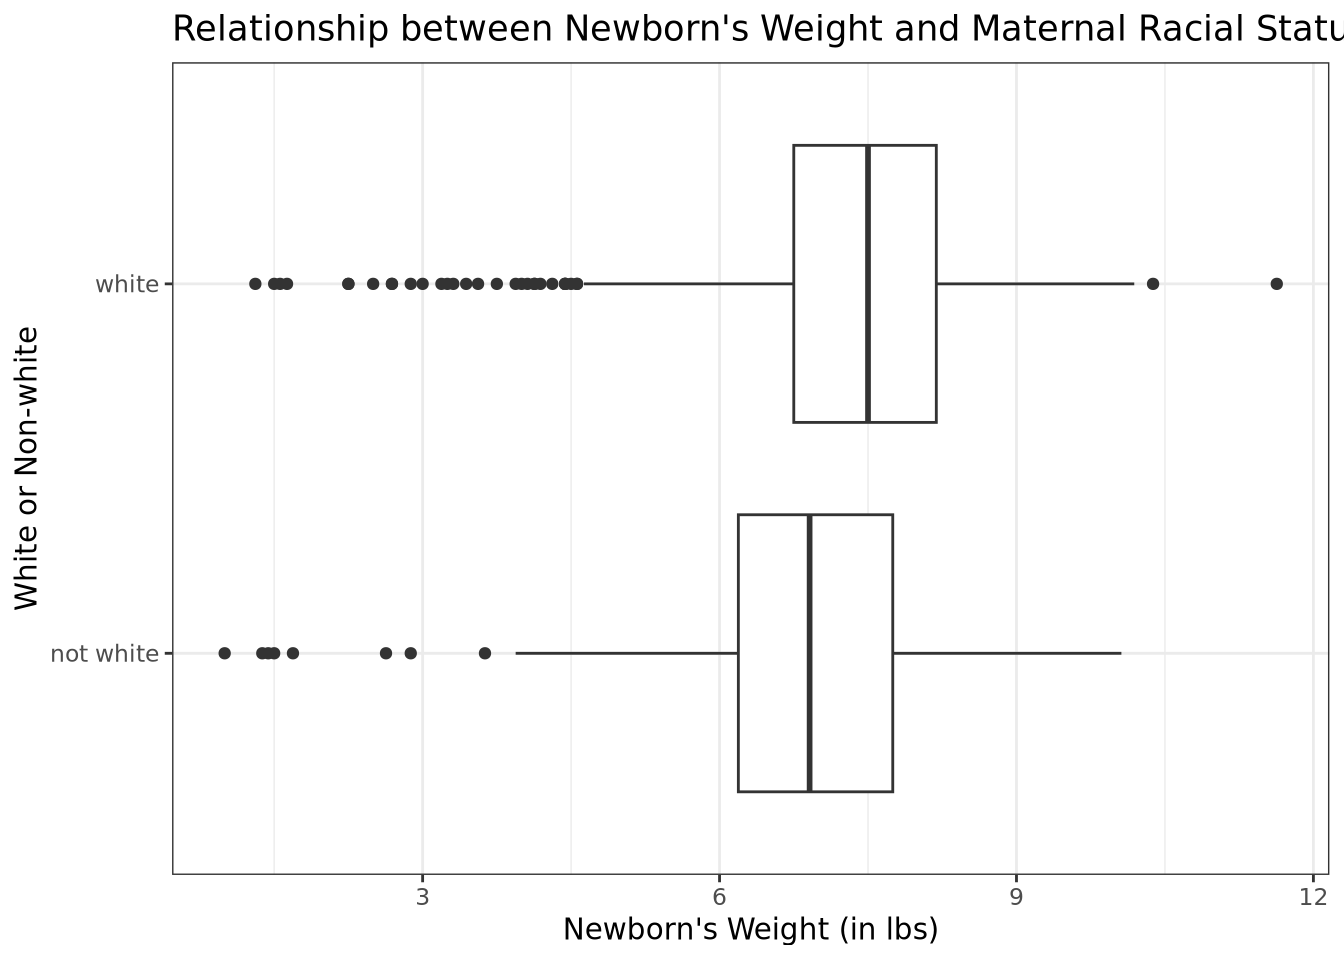 Relationship between Newborn's Weight and Maternal Racial Statu
white
not white
White or Non-white
3 6 9 12
Newborn's Weight (in lbs)